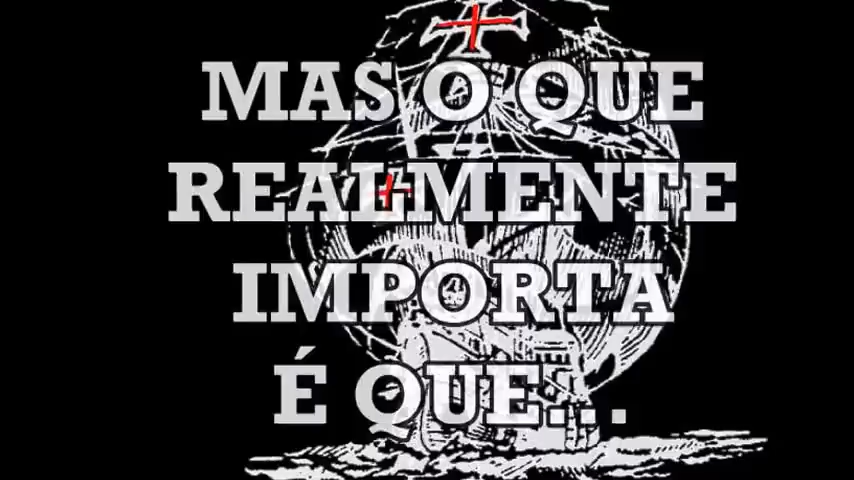 MAS O QUE
REALMENTE
IMPORTA
É QUE...